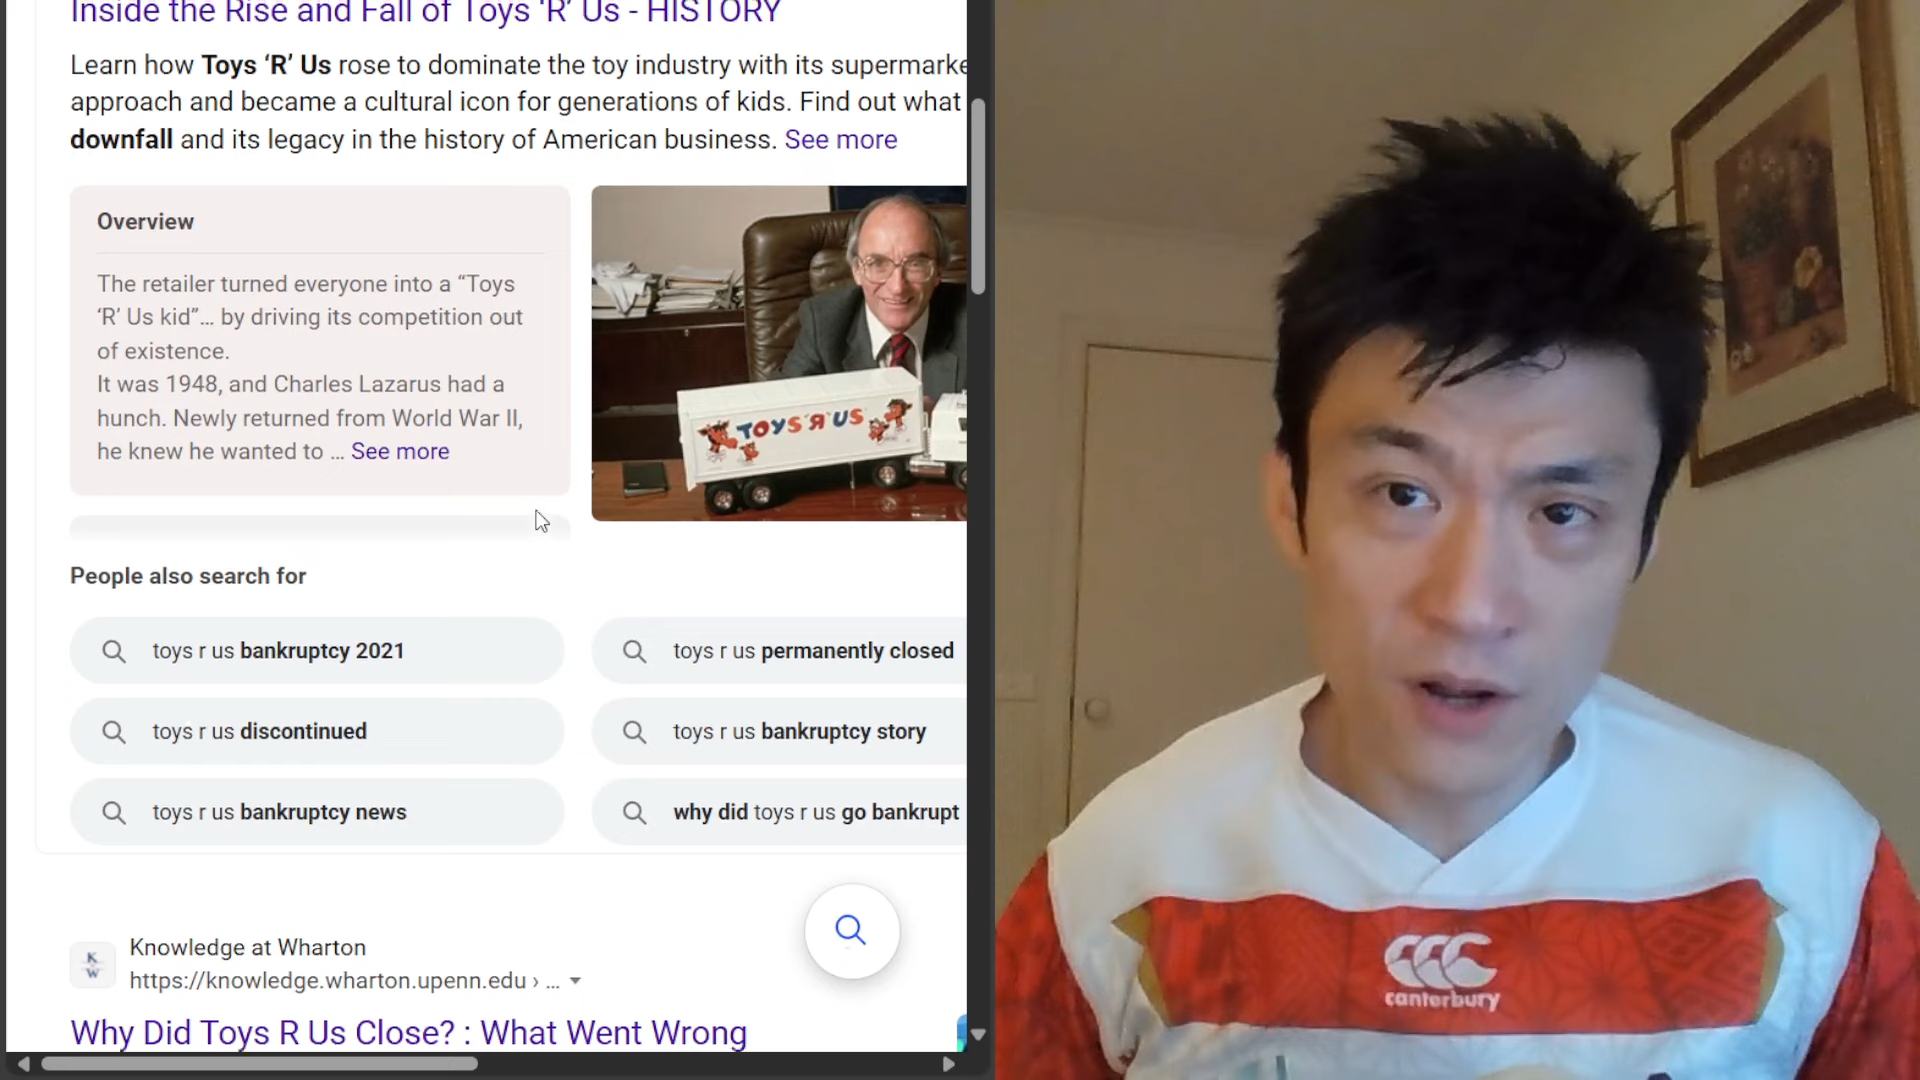 Inside the Rise and Fall of Toys ‘R’ Us - HISTORY
Learn how Toys ‘R’ Us rose to dominate the toy industry with its
approach and became a cultural icon for generations of kids. Find out what
downfall and its legacy in the history of American business. See more
Overview
The retailer turned everyone into a “Toys
‘R’ Us kid”… by driving its competition out
of existence.
It was 1948, and Charles Lazarus had a
hunch. Newly returned from World War II,
he knew he wanted to ... See more
TOYS "R" US
People also search for
toys r us bankruptcy 2021
toys r us permanently closed
toys r us discontinued
toys r us bankruptcy story
toys r us bankruptcy news
why did toys r us go bankrupt
K
W
Knowledge at Wharton
https://knowledge.wharton.upenn.edu › ...
Why Did Toys R Us Close? : What Went Wrong
CCC
canterbury